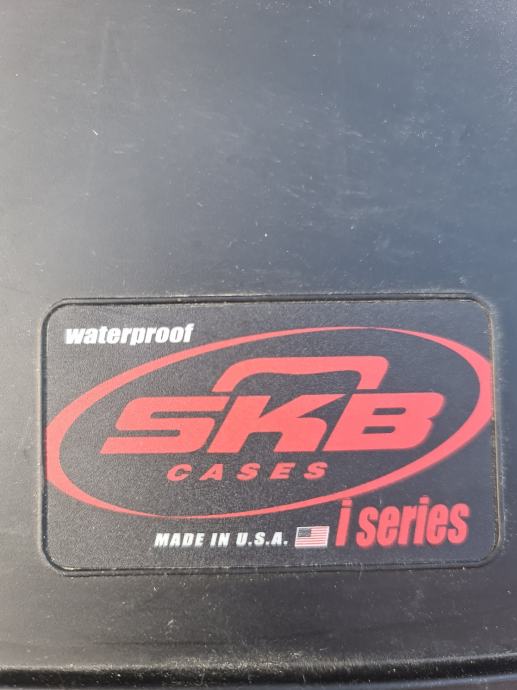 waterproof
SKB
CASES
i series
MADE IN U.S.A.